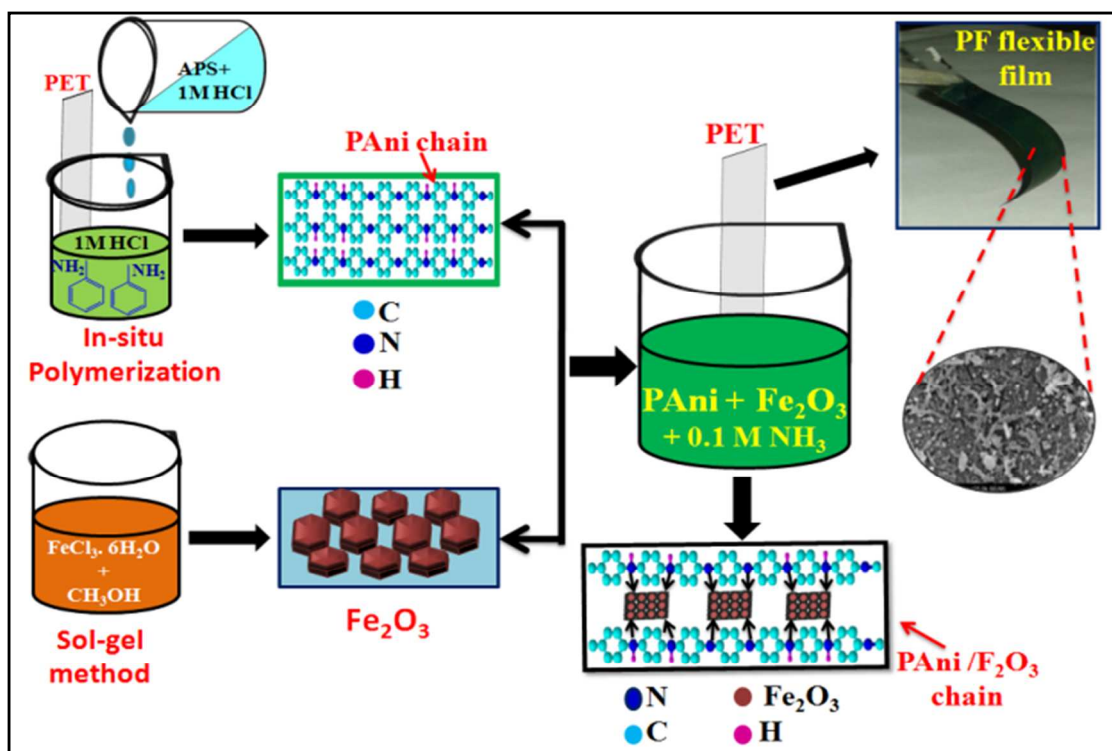 PET
APS+
1M HCl
1M HCl
NH₂
NH₂
In-situ
Polymerization
PAni chain
C
N
H
FeCl₃. 6H₂O
+
CH₃OH
Sol-gel
method
Fe₂O₃
PET
PAni + Fe₂O₃
+ 0.1 M NH₃
PF flexible
film
PAni /F₂O₃
chain
N
Fe₂O₃
C
H